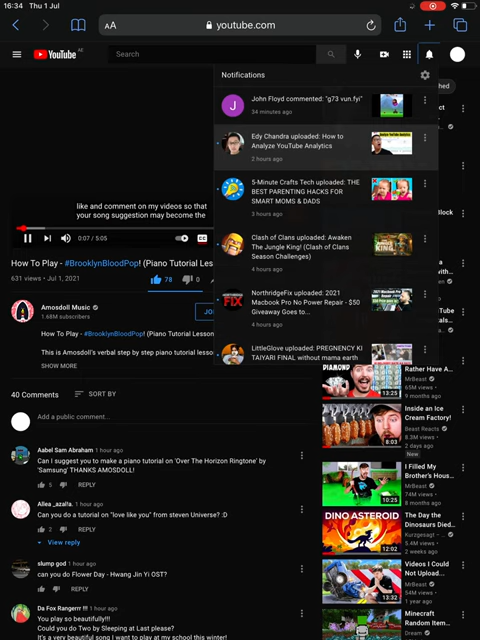 16:34 Thu 1 Jul
AA
youtube.com
YouTube AE
Search
Notifications
John Floyd commented: "g73 vun.fyi"
34 minutes ago
Edy Chandra uploaded: How to
Analyze YouTube Analytics
2 hours ago
5-Minute Crafts Tech uploaded: THE
BEST PARENTING HACKS FOR
SMART MOMS & DADS
3 hours ago
Clash of Clans uploaded: Awaken
The Jungle King! (Clash of Clans
Season Challenges)
4 hours ago
NorthridgeFix uploaded: 2021
Macbook Pro No Power Repair - $50
Giveaway Goes to...
4 hours ago
LittleGlove uploaded: PREGNANCY KI
TAIYARI FINAL without mama earth
like and comment on my videos so that
your song suggestion may become the
0:07 / 5:05
How To Play - #BrooklynBloodPop! (Piano Tutorial Les
631 views • Jul 1, 2021
78
0
Amosdoll Music
1.68M subscribers
JO
How To Play - #BrooklynBloodPop! (Piano Tutorial Lesson
This is Amosdoll's verbal step by step piano tutorial lesso
SHOW MORE
40 Comments
SORT BY
Add a public comment...
Aabel Sam Abraham 1 hour ago
Can I suggest you to make a piano tutorial on 'Over The Horizon Ringtone' by
'Samsung' THANKS AMOSDOLL!
5
REPLY
Allea _azal!a. 1 hour ago
Can you do a tutorial on "love like you" from steven Universe? :D
2
REPLY
View reply
slump god 1 hour ago
can you do Flower Day - Hwang Jin Yi OST?
REPLY
Da Fox Rangerrr !!! 1 hour ago
You play so beautifully!!!
Could you do Two by Sleeping at Last please?
It's a very beautiful song I want to play at my school this winter!
DIAMOND
13:25
Rather Have A...
MrBeast
65M views •
9 months ago
8:03
Inside an Ice
Cream Factory!
Beast Reacts
8.3M views •
2 days ago
New
10:25
I Filled My
Brother's Hous...
MrBeast
74M views •
8 months ago
DINO ASTEROID
12:02
The Day the
Dinosaurs Died...
Kurzgesagt - ...
5.4M views •
2 weeks ago
13:32
Videos I Could
Not Upload...
MrBeast
54M views •
1 year ago
Minecraft
Random Item...
Dream